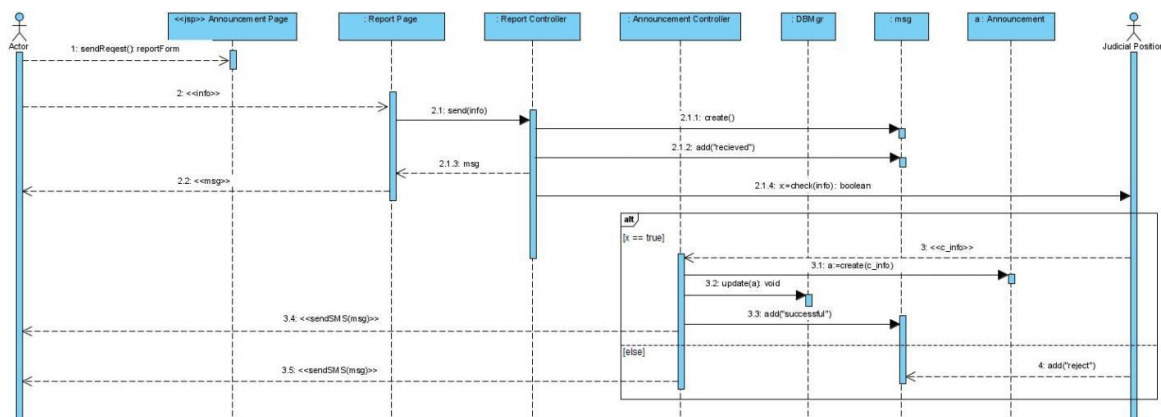 <<jsp>> Announcement Page
: Report Page
: Report Controller
: Announcement Controller
: DBMgr
: msg
a : Announcement
Actor
Judicial Position
1: sendReqest(): reportForm
2: <<info>>
2.1: send(info)
2.1.1: create()
2.1.2: add("recieved")
2.1.3: msg
2.2: <<msg>>
2.1.4: x:=check(info) : boolean
alt
[x == true]
3: <<c_info>>
3.1: a:=create(c_info)
3.2: update(a): void
3.3: add("successful")
3.4: <<sendSMS(msg)>>
[else]
4: add("reject")
3.5: <<sendSMS(msg)>>